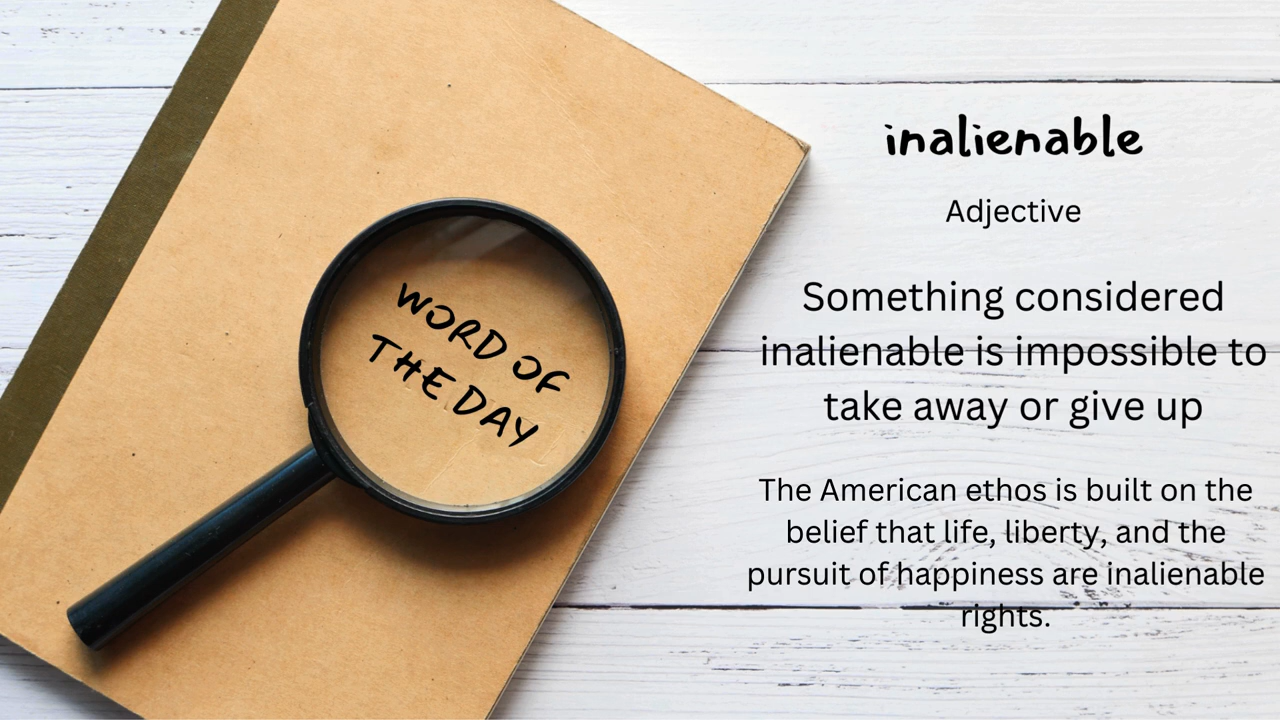 WORD OF
THE DAY
inalienable
Adjective
Something considered
inalienable is impossible to
take away or give up
The American ethos is built on the
belief that life, liberty, and the
pursuit of happiness are inalienable
rights.